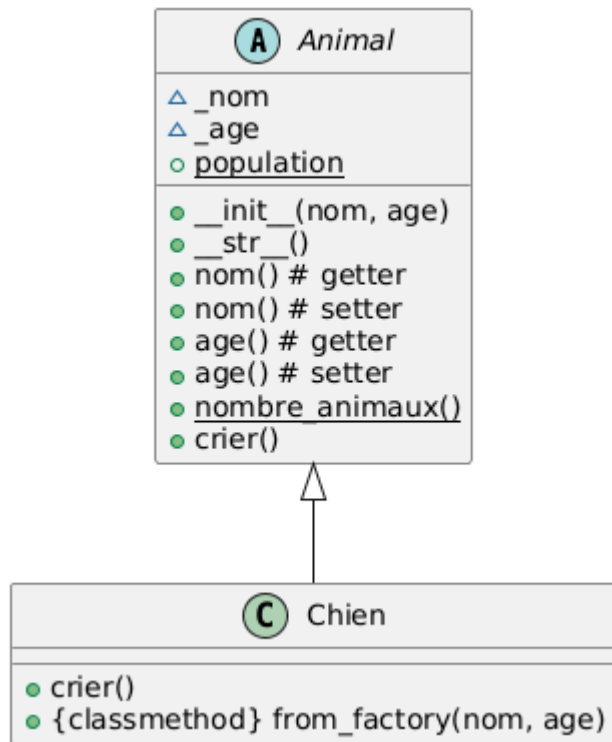 A Animal
_nom
_age
population
__init__(nom, age)
__str__()
nom() # getter
nom() # setter
age() # getter
age() # setter
nombre_animaux()
crier()
C Chien
crier()
{classmethod} from_factory(nom, age)